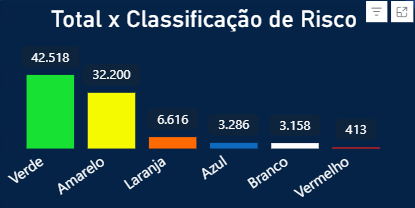 Total x Classificação de Risco
42.518
32.200
6.616
3.286
3.158
413
Verde
Amarelo
Laranja
Azul
Branco
Vermelho